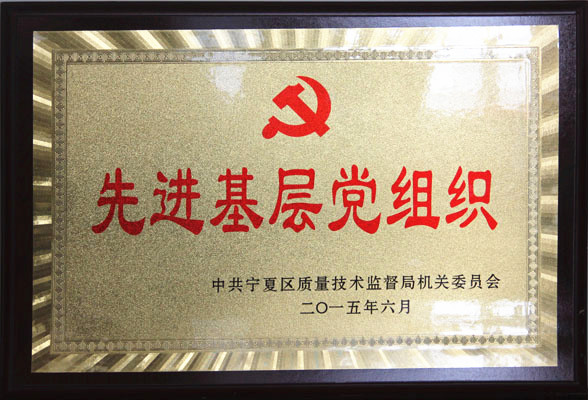 先进基层党组织
中共宁夏区质量技术监督局机关委员会
二〇一五年六月